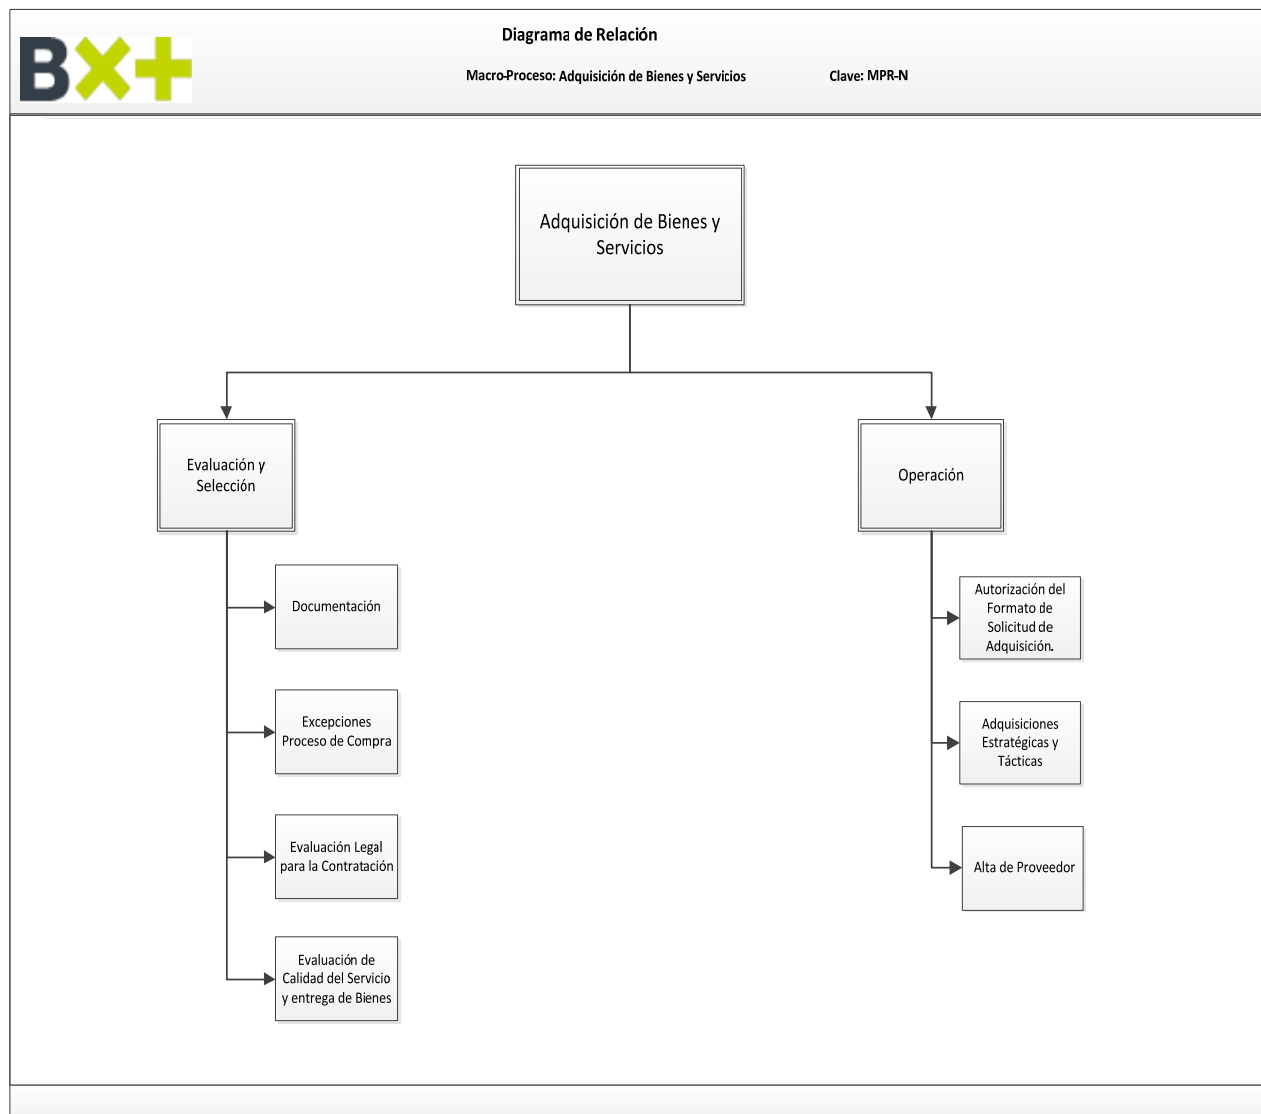 Diagrama de Relación
BX+
Macro-Proceso: Adquisición de Bienes y Servicios Clave: MPR-N
Adquisición de Bienes y
Servicios
Evaluación y
Selección
Operación
Documentación
Excepciones
Proceso de Compra
Evaluación Legal
para la Contratación
Evaluación de
Calidad del Servicio
y entrega de Bienes
Autorización del
Formato de
Solicitud de
Adquisición.
Adquisiciones
Estratégicas y
Tácticas
Alta de Proveedor